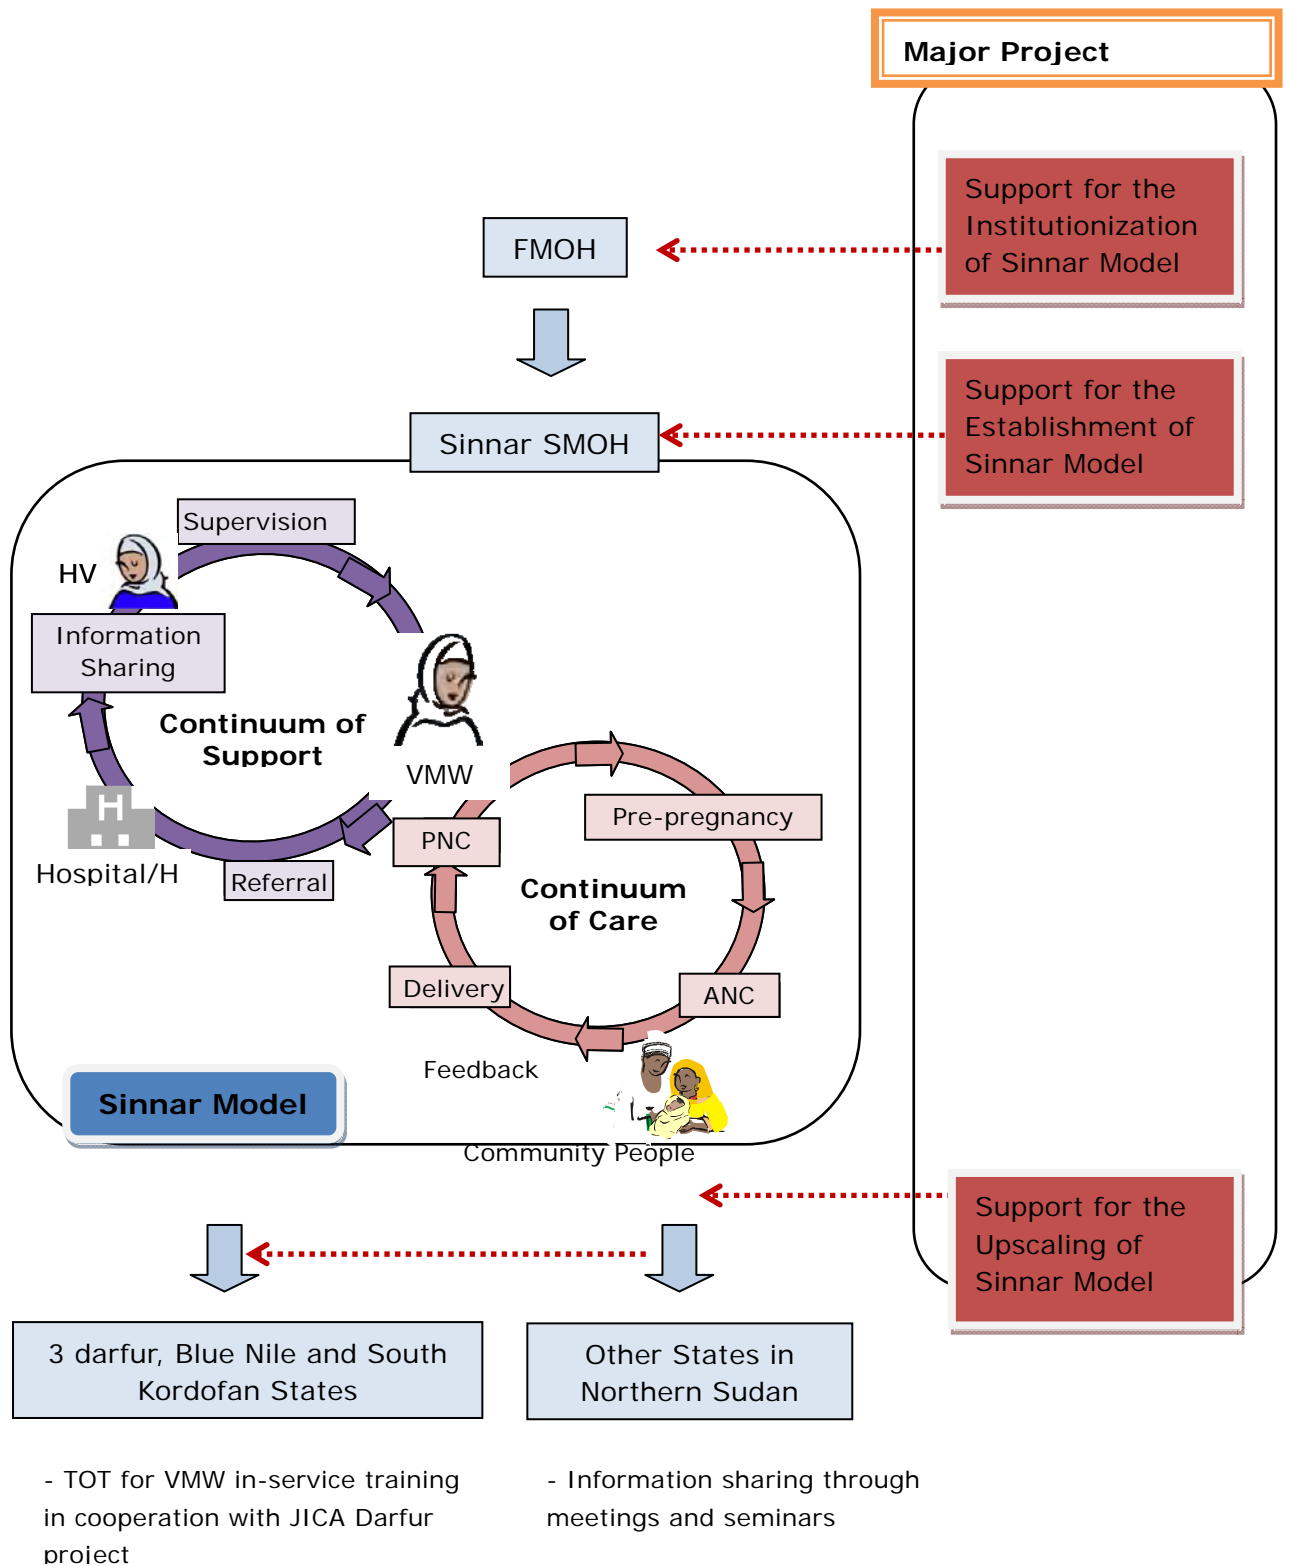 Major Project
Support for the
Institutionization
of Sinnar Model
FMOH
Support for the
Establishment of
Sinnar Model
Sinnar SMOH
Supervision
HV
Information
Sharing
Continuum of
Support
VMW
Pre-pregnancy
PNC
H
Hospital/H
Referral
Continuum
of Care
Delivery
ANC
Feedback
Sinnar Model
Community People
Support for the
Upscaling of
Sinnar Model
3 darfur, Blue Nile and South
Kordofan States
Other States in
Northern Sudan
- TOT for VMW in-service training
in cooperation with JICA Darfur
project
- Information sharing through
meetings and seminars